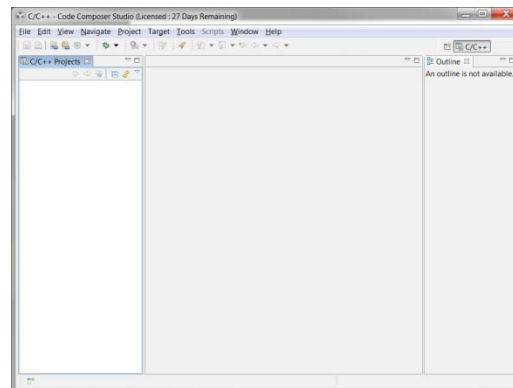 C/C++ - Code Composer Studio (Licensed : 27 Days Remaining)
File Edit View Navigate Project Target Tools Scripts Window Help
C/C++
C/C++ Projects
Outline
An outline is not available.